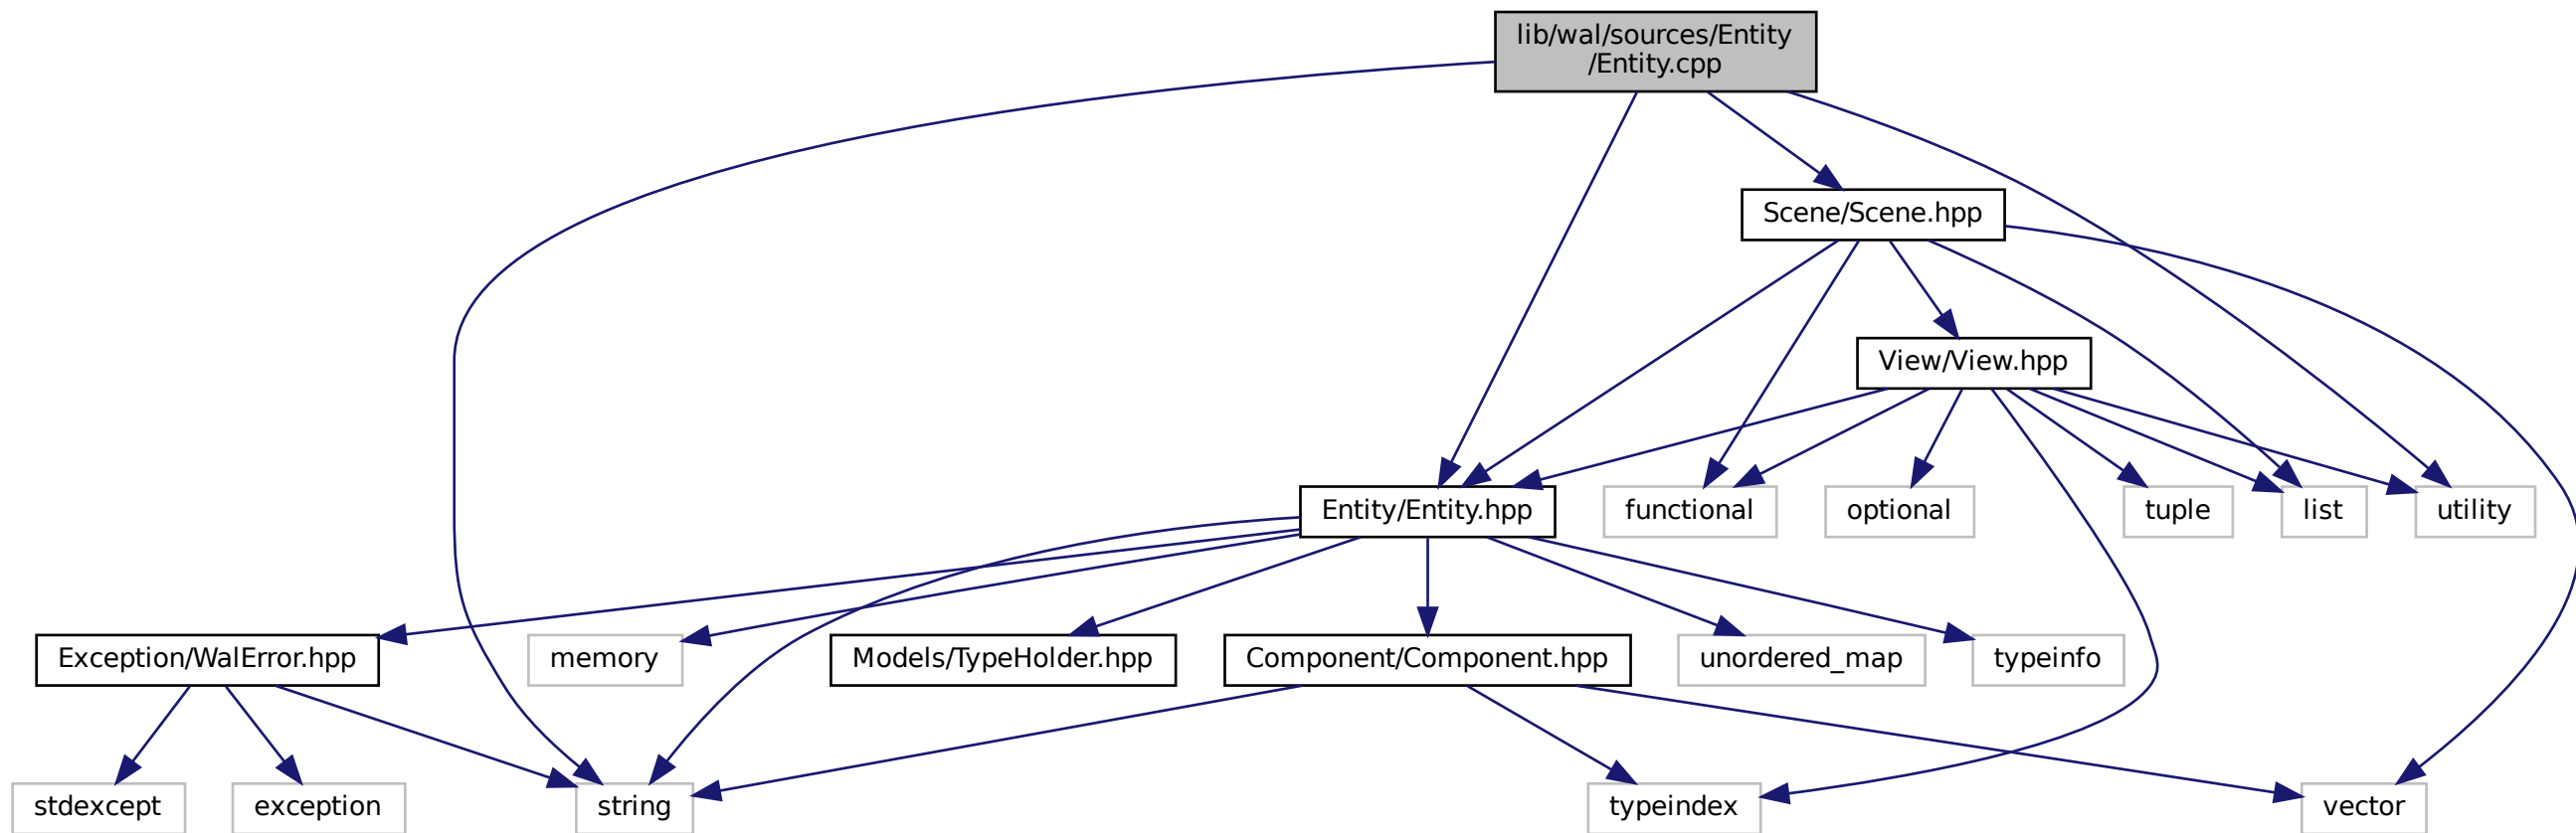 lib/wal/sources/Entity
/Entity.cpp
Scene/Scene.hpp
View/View.hpp
Entity/Entity.hpp
functional
optional
tuple
list
utility
Exception/WalError.hpp
memory
Models/TypeHolder.hpp
Component/Component.hpp
unordered_map
typeinfo
stdexcept
exception
string
typeindex
vector